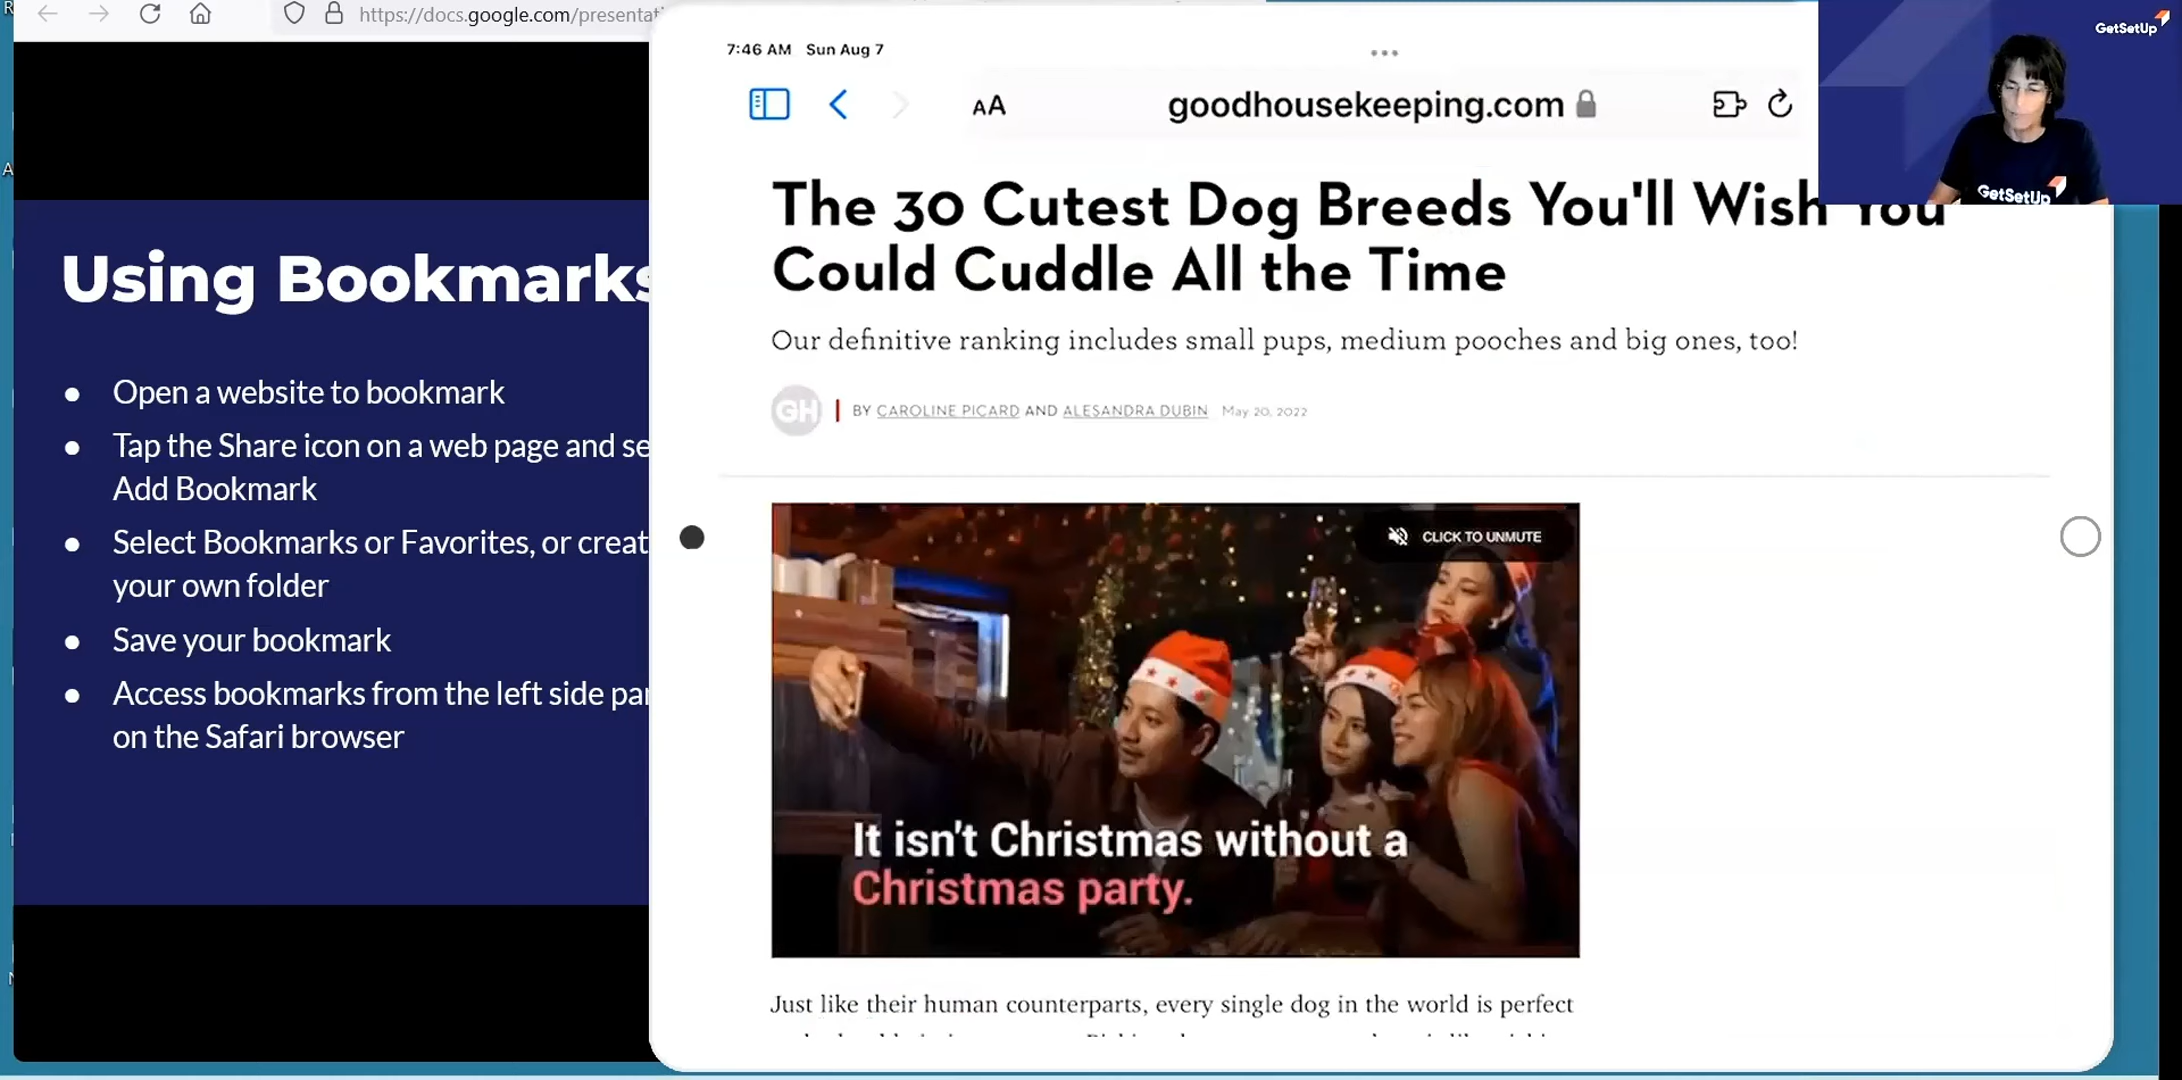 https://docs.google.com/presentati
Using Bookmarks
Open a website to bookmark
Tap the Share icon on a web page and se
Add Bookmark
Select Bookmarks or Favorites, or creat
your own folder
Save your bookmark
Access bookmarks from the left side pan
on the Safari browser
7:46 AM Sun Aug 7
AA
goodhousekeeping.com
The 30 Cutest Dog Breeds You'll Wish You
Could Cuddle All the Time
Our definitive ranking includes small pups, medium pooches and big ones, too!
GH
BY CAROLINE PICARD AND ALESANDRA DUBIN May 20, 2022
CLICK TO UNMUTE
It isn't Christmas without a
Christmas party.
Just like their human counterparts, every single dog in the world is perfect
GetSetUp
GetSetUp